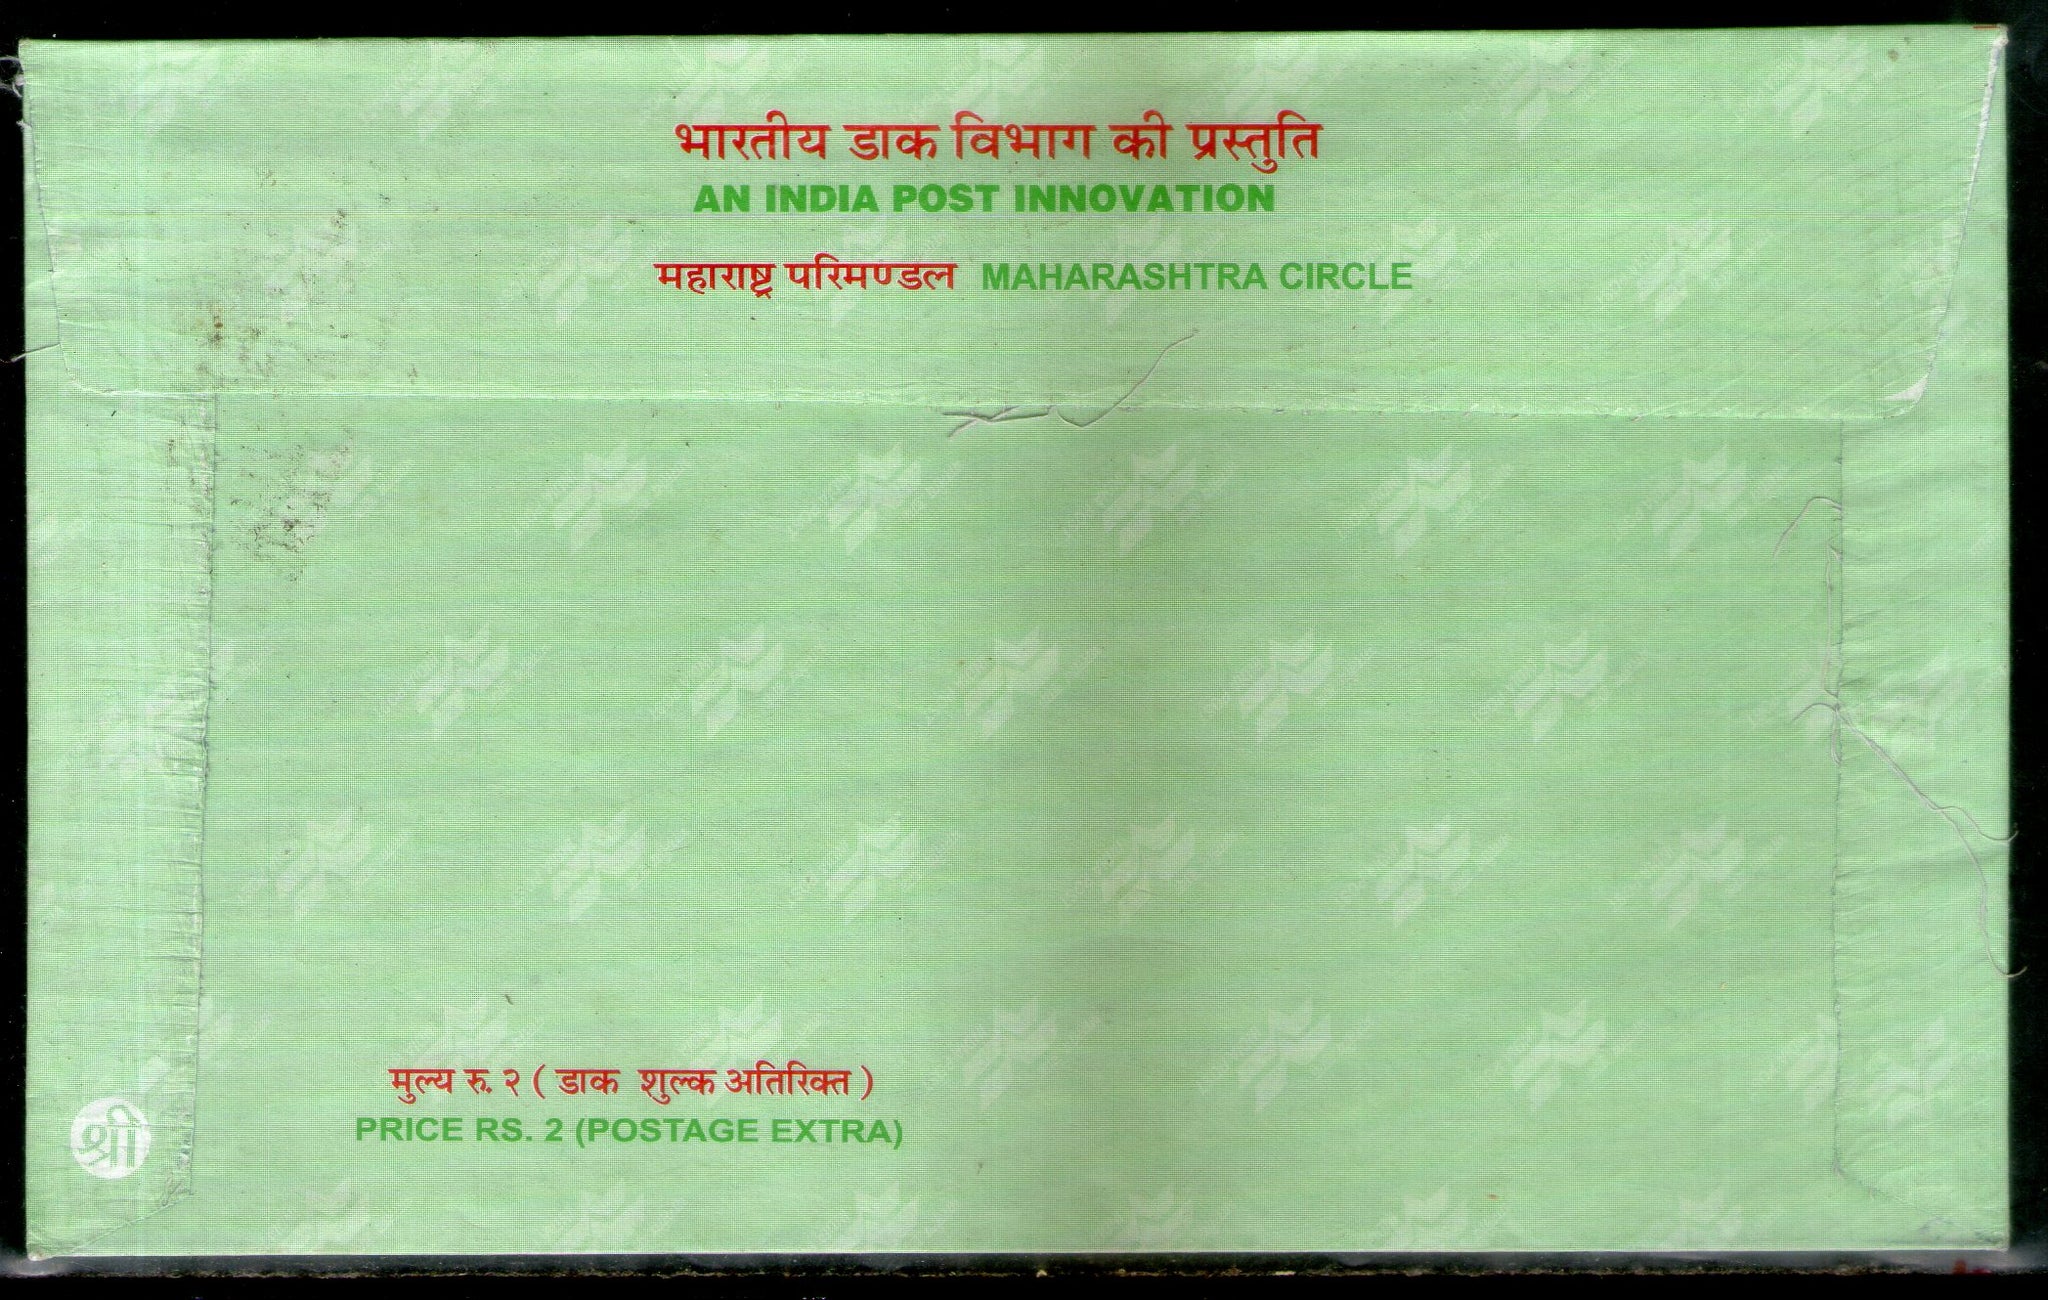 भारतीय डाक विभाग की प्रस्तुति
AN INDIA POST INNOVATION
महाराष्ट्र परिमण्डल MAHARASHTRA CIRCLE
मुल्य रु. २ ( डाक शुल्क अतिरिक्त )
PRICE RS. 2 (POSTAGE EXTRA)
श्री